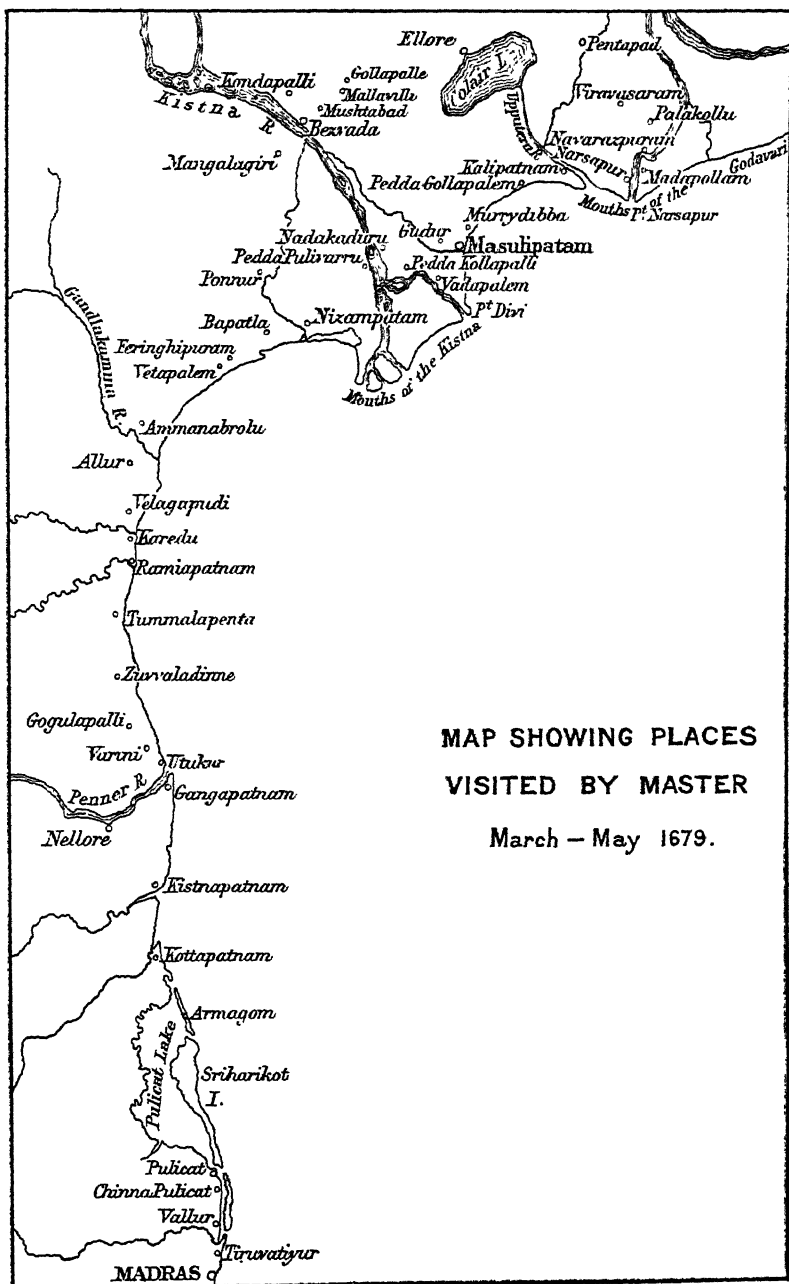 Ellore
Pentapad
Colair L.
Kondapalli
Gollapalle
Mallavilli
Mushtabad
Kistna R
Bezvada
Viravasaram
Palakollu
Upputerak
Navarazpuram
Narsapur
Mangalagiri
Kalipatnam
Madapollam
Godavari
Pedda Gollapalem
Mouths of the
Pt. Narsapur
Murrydibba
Gudur
Masulipatam
Nadakaduru
Pedda Pulivarru
Pedda Kollapalli
Ponnur
Vadapalem
Pt. Divi
Nizampatam
Bapatla
Gundlakamma R.
Feringhipuram
Vetapalem
Mouths of the Kistna
Ammanabrolu
Allur
Velagapudi
Karedu
Ramiapatnam
Tummalapenta
Zuvvaladinne
Gogulapalli
Varini
Utukur
Penner R
Gangapatnam
Nellore
MAP SHOWING PLACES
VISITED BY MASTER
March – May 1679.
Kistnapatnam
Kottapatnam
Armagom
Pulicat Lake
Sriharikot
I.
Pulicat
Chinna Pulicat
Vallur
Tiruvatiyur
MADRAS